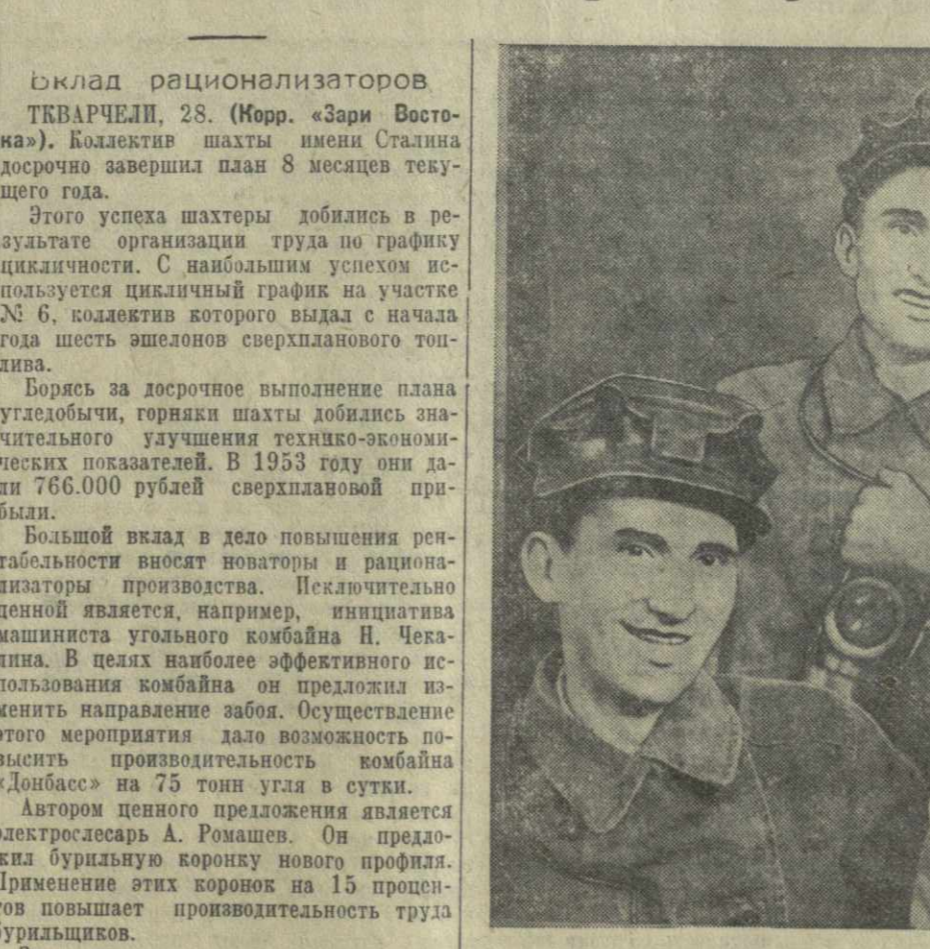 Вклад рационализаторов
ТКВАРЧЕЛИ, 28. (Корр. «Зари Восто-
ка»). Коллектив шахты имени Сталина
досрочно завершил план 8 месяцев теку-
щего года.
Этого успеха шахтеры добились в ре-
зультате организации труда по графику
цикличности. С наибольшим успехом ис-
пользуется цикличный график на участке
№ 6, коллектив которого выдал с начала
года шесть эшелонов сверхпланового топ-
лива.
Борясь за досрочное выполнение плана
угледобычи, горняки шахты добились зна-
чительного улучшения технико-экономи-
ческих показателей. В 1953 году они да-
ли 766.000 рублей сверхплановой при-
были.
Большой вклад в дело повышения рен-
табельности вносят новаторы и рациона-
лизаторы производства. Исключительно
ценной является, например, инициатива
машиниста угольного комбайна Н. Чека-
лина. В целях наиболее эффективного ис-
пользования комбайна он предложил из-
менить направление забоя. Осуществление
этого мероприятия дало возможность по-
высить производительность комбайна
«Донбасс» на 75 тонн угля в сутки.
Автором ценного предложения является
электрослесарь А. Ромашев. Он предло-
жил бурильную коронку нового профиля.
Применение этих коронок на 15 процен-
тов повышает производительность труда
бурильщиков.